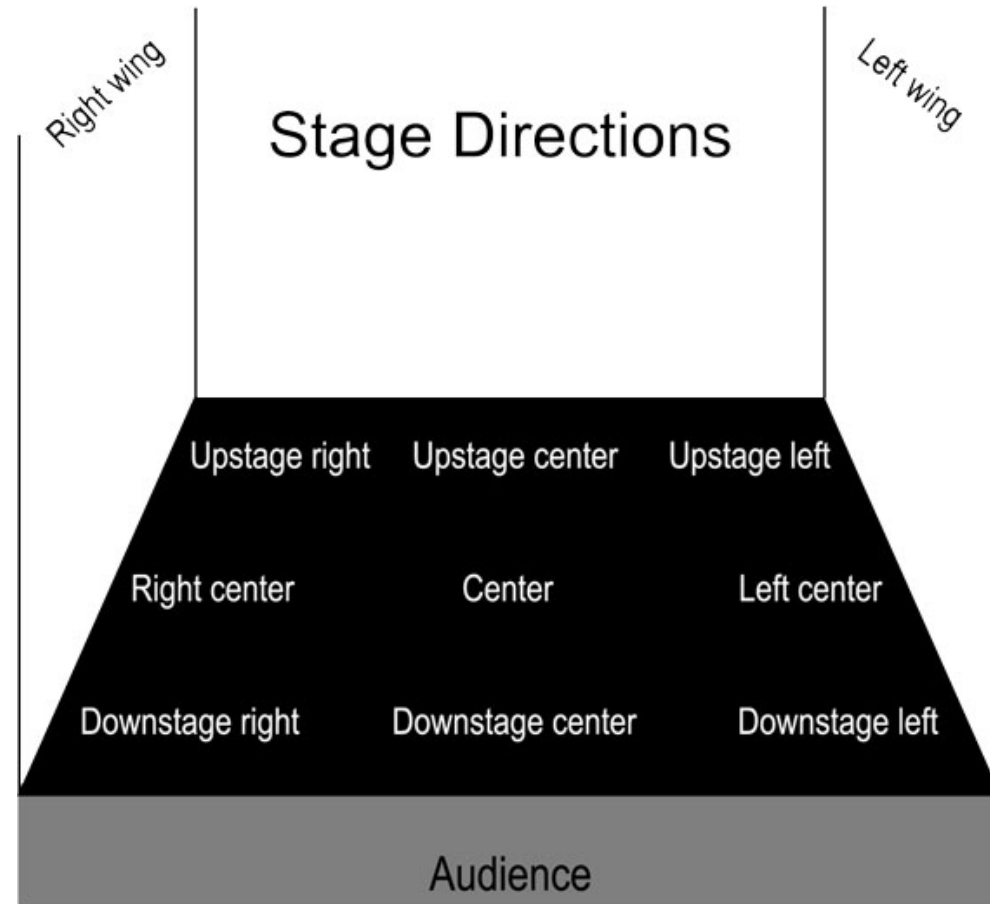 Right wing
Left wing
Stage Directions
Upstage right Upstage center Upstage left
Right center Center Left center
Downstage right Downstage center Downstage left
Audience